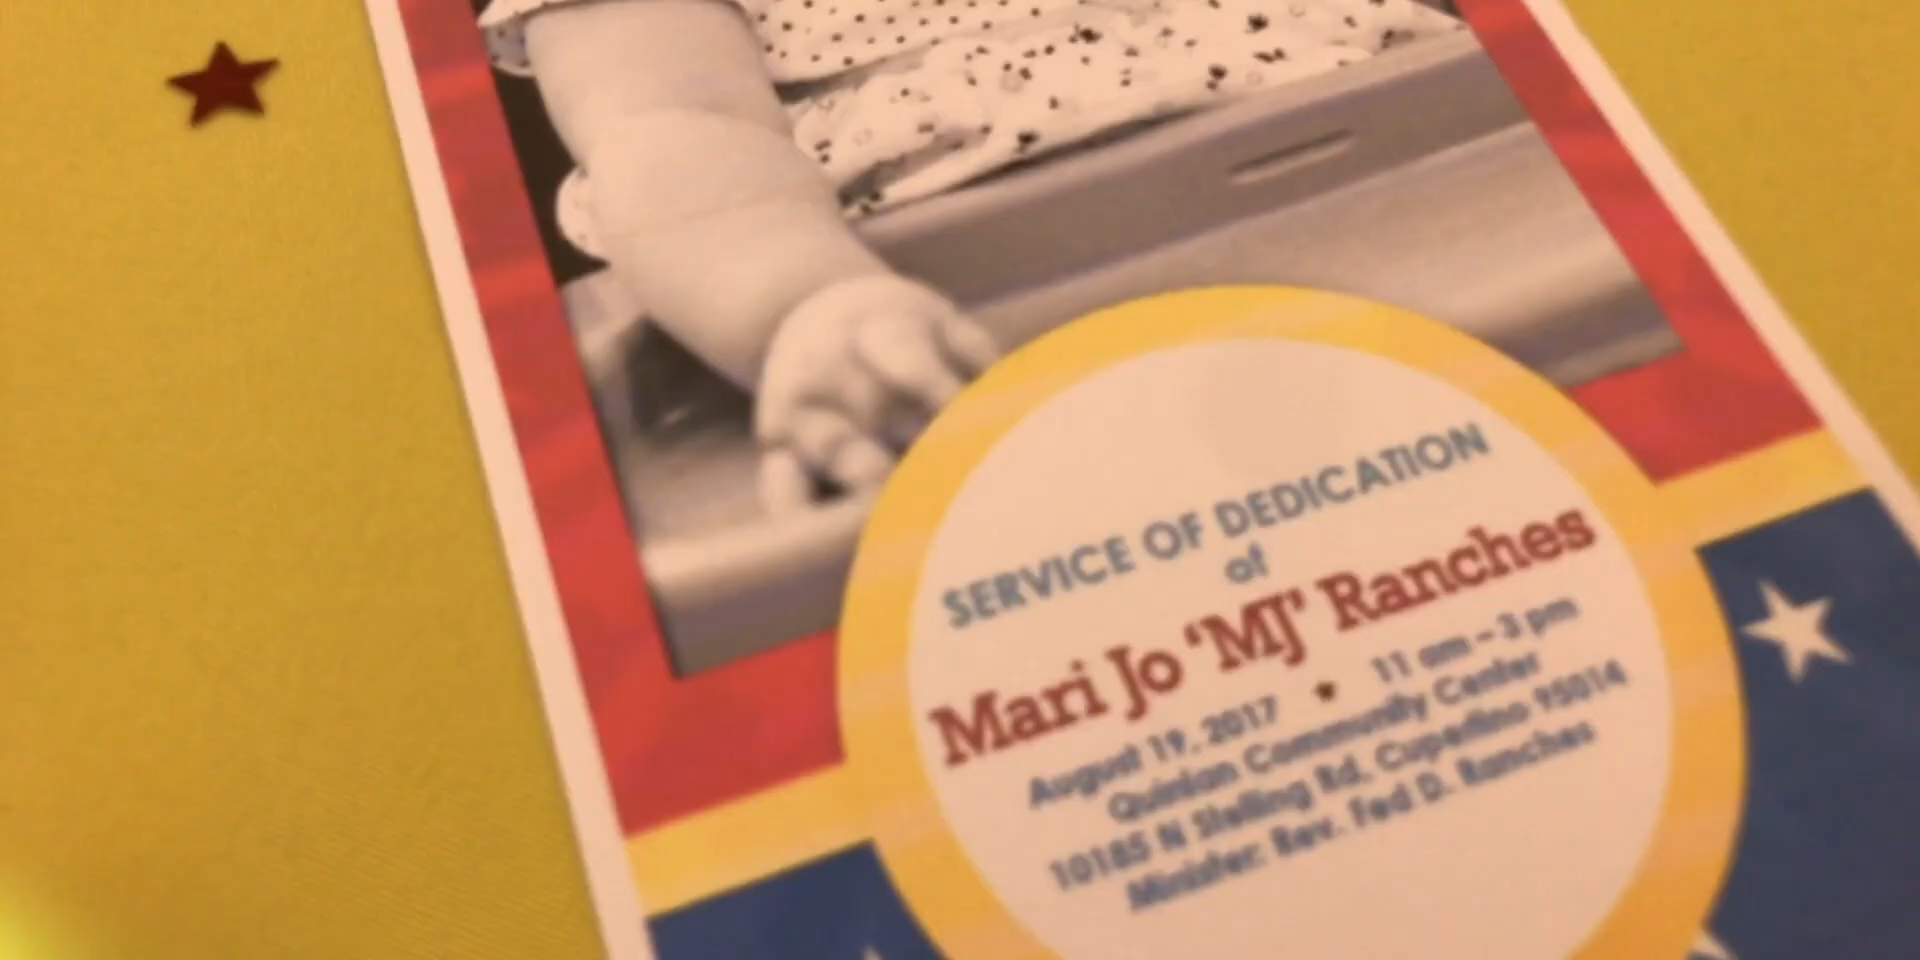 SERVICE OF DEDICATION
of
Mari Jo 'MJ' Ranches
August 19, 2017 ★ 11 am – 3 pm
Quinlan Community Center
10185 N Stelling Rd. Cupertino 95014
Minister: Rev. Fed D. Ranches